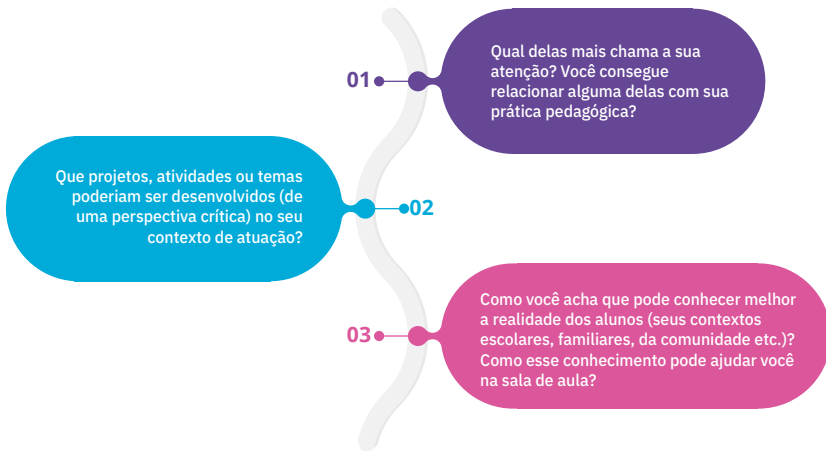 01
Qual delas mais chama a sua
atenção? Você consegue
relacionar alguma delas com sua
prática pedagógica?
Que projetos, atividades ou temas
poderiam ser desenvolvidos (de
uma perspectiva crítica) no seu
contexto de atuação?
02
03
Como você acha que pode conhecer melhor
a realidade dos alunos (seus contextos
escolares, familiares, da comunidade etc.)?
Como esse conhecimento pode ajudar você
na sala de aula?